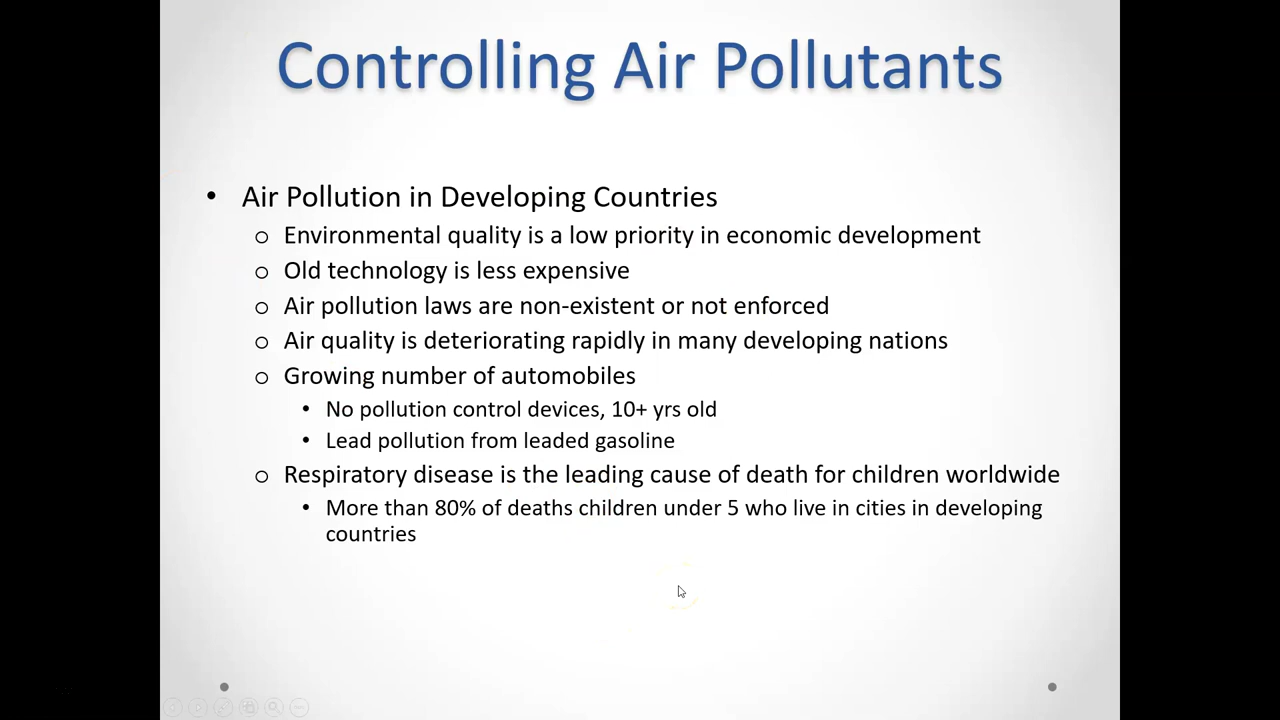 Controlling Air Pollutants
• Air Pollution in Developing Countries
o Environmental quality is a low priority in economic development
o Old technology is less expensive
o Air pollution laws are non-existent or not enforced
o Air quality is deteriorating rapidly in many developing nations
o Growing number of automobiles
• No pollution control devices, 10+ yrs old
• Lead pollution from leaded gasoline
o Respiratory disease is the leading cause of death for children worldwide
• More than 80% of deaths children under 5 who live in cities in developing
countries